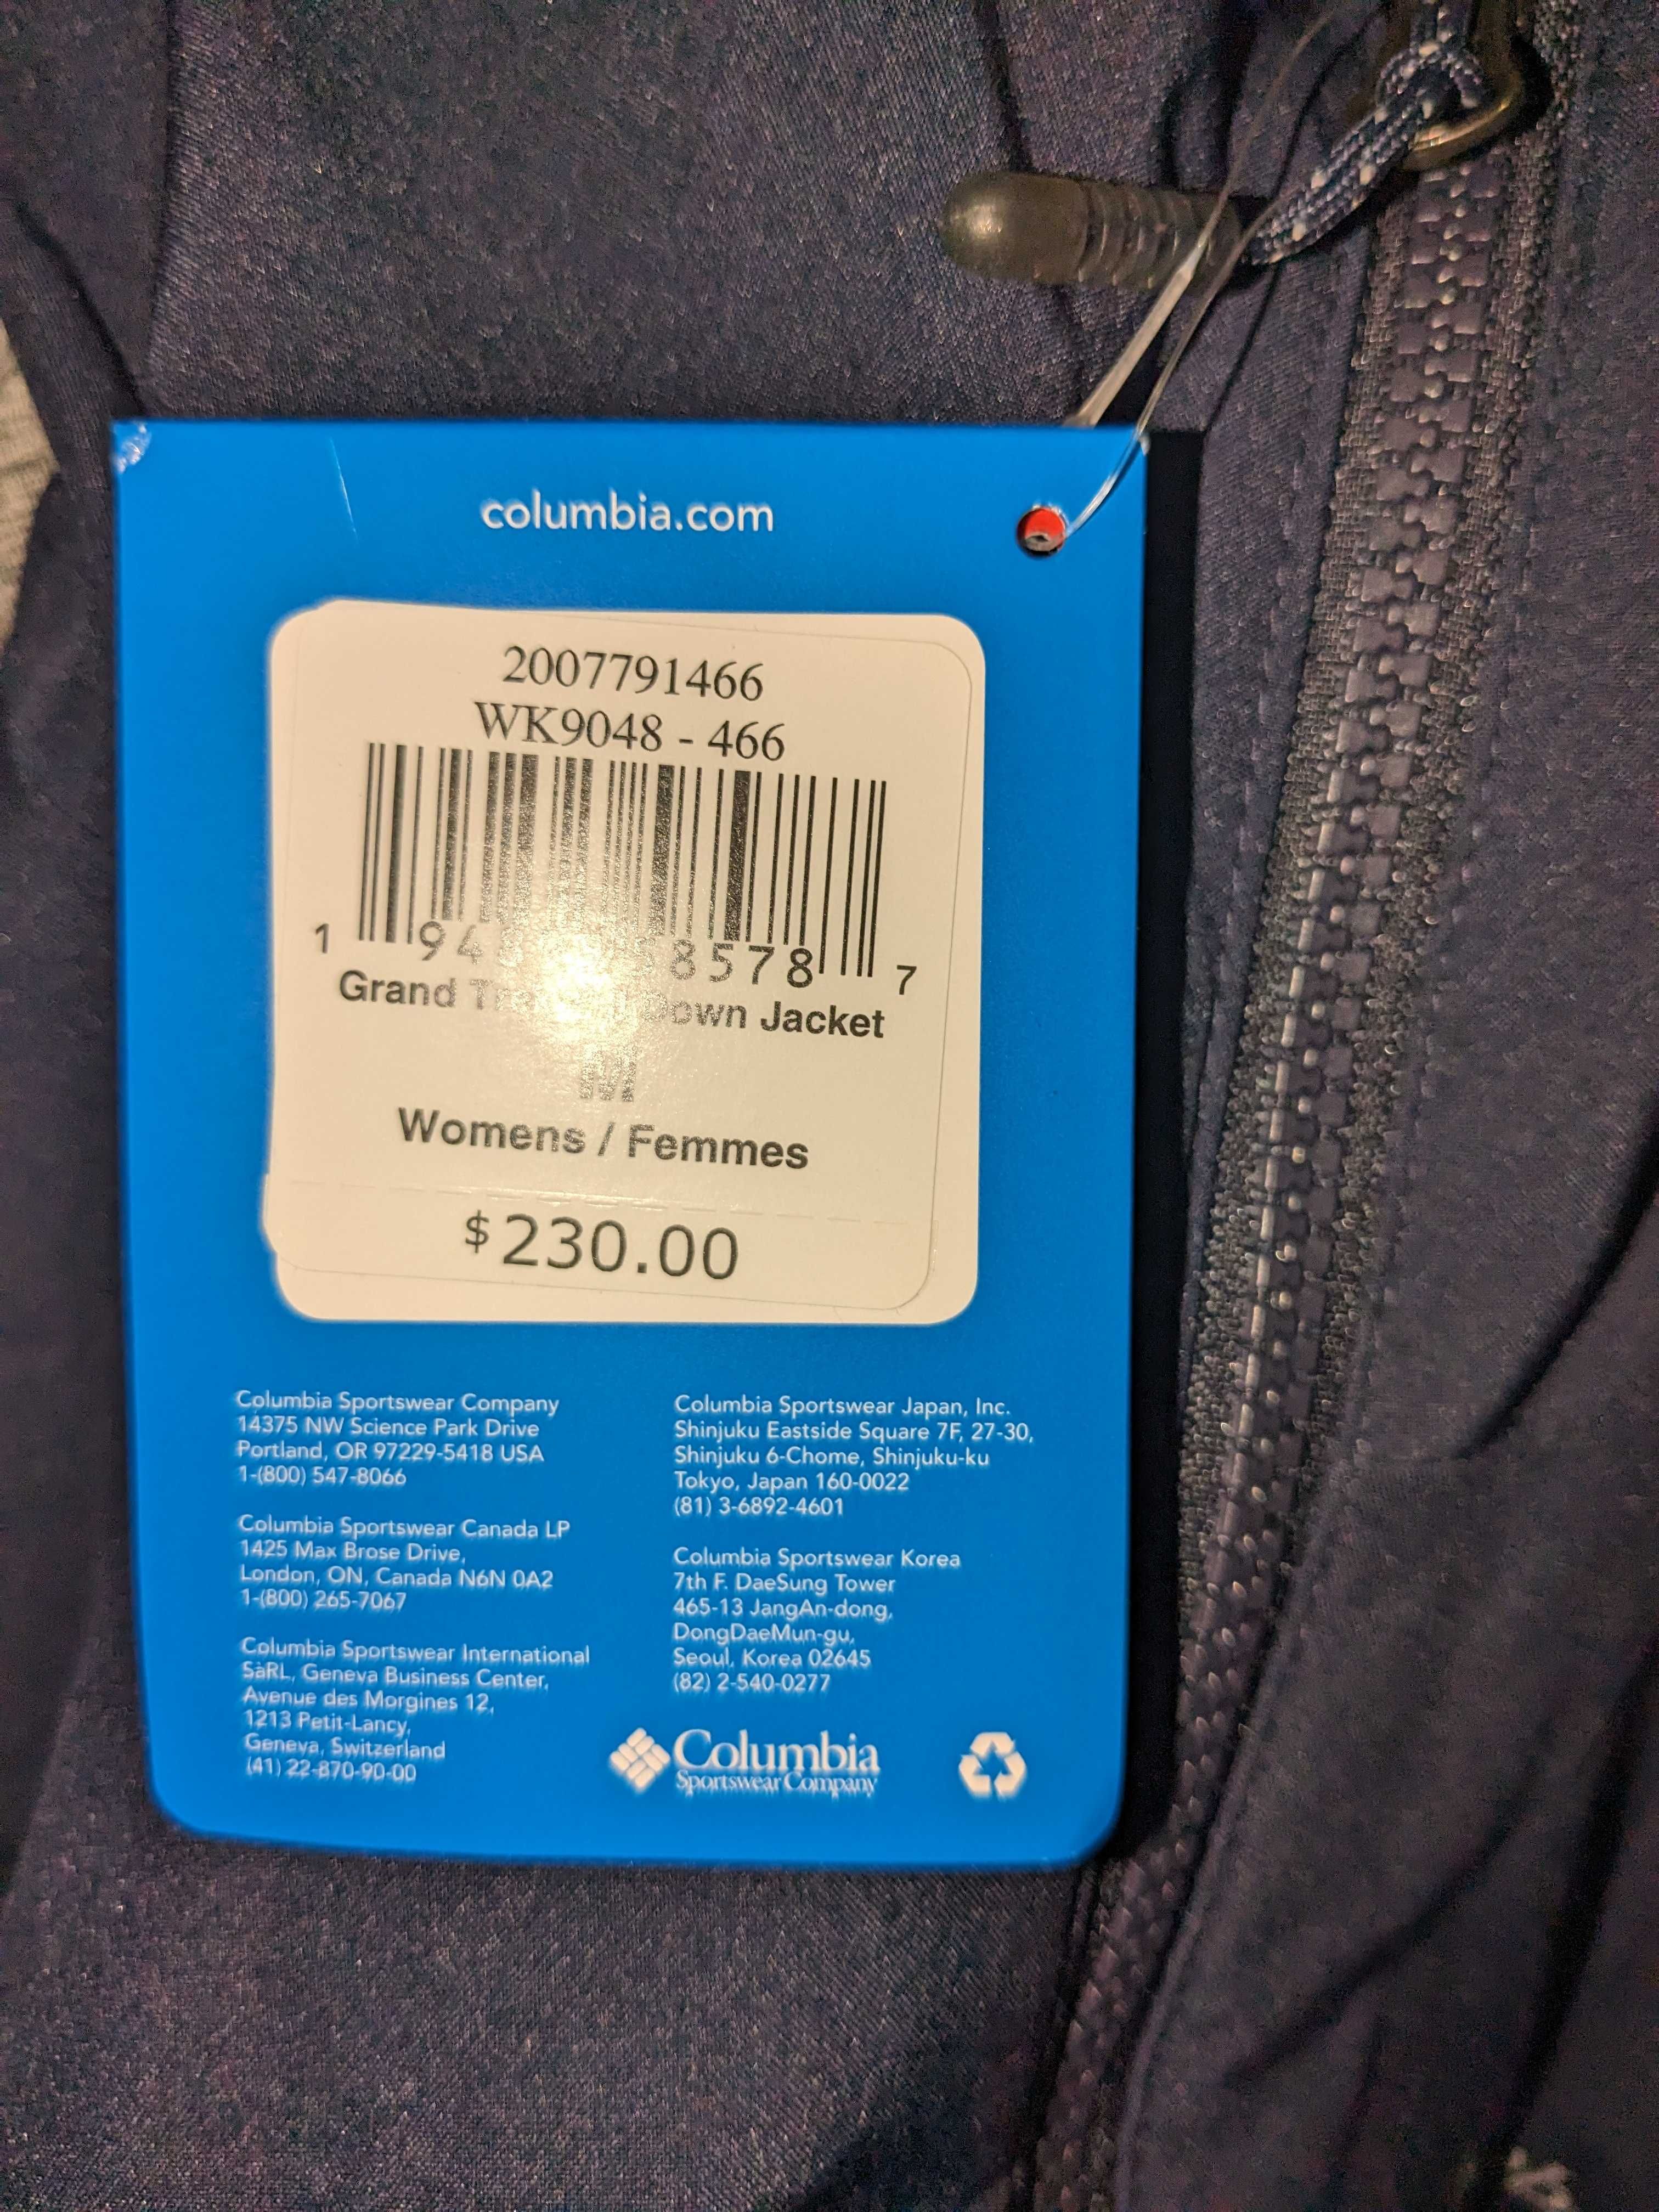 columbia.com
2007791466
WK9048 - 466
1 94 8578 7
Grand Down Jacket
M
Womens / Femmes
$230.00
Columbia Sportswear Company
14375 NW Science Park Drive
Portland, OR 97229-5418 USA
1-(800) 547-8066
Columbia Sportswear Canada LP
1425 Max Brose Drive,
London, ON, Canada N6N 0A2
1-(800) 265-7067
Columbia Sportswear International
SàRL, Geneva Business Center,
Avenue des Morgines 12,
1213 Petit-Lancy,
Geneva, Switzerland
(41) 22-870-90-00
Columbia Sportswear Japan, Inc.
Shinjuku Eastside Square 7F, 27-30,
Shinjuku 6-Chome, Shinjuku-ku
Tokyo, Japan 160-0022
(81) 3-6892-4601
Columbia Sportswear Korea
7th F. DaeSung Tower
465-13 JangAn-dong,
DongDaeMun-gu,
Seoul, Korea 02645
(82) 2-540-0277
Columbia
Sportswear Company